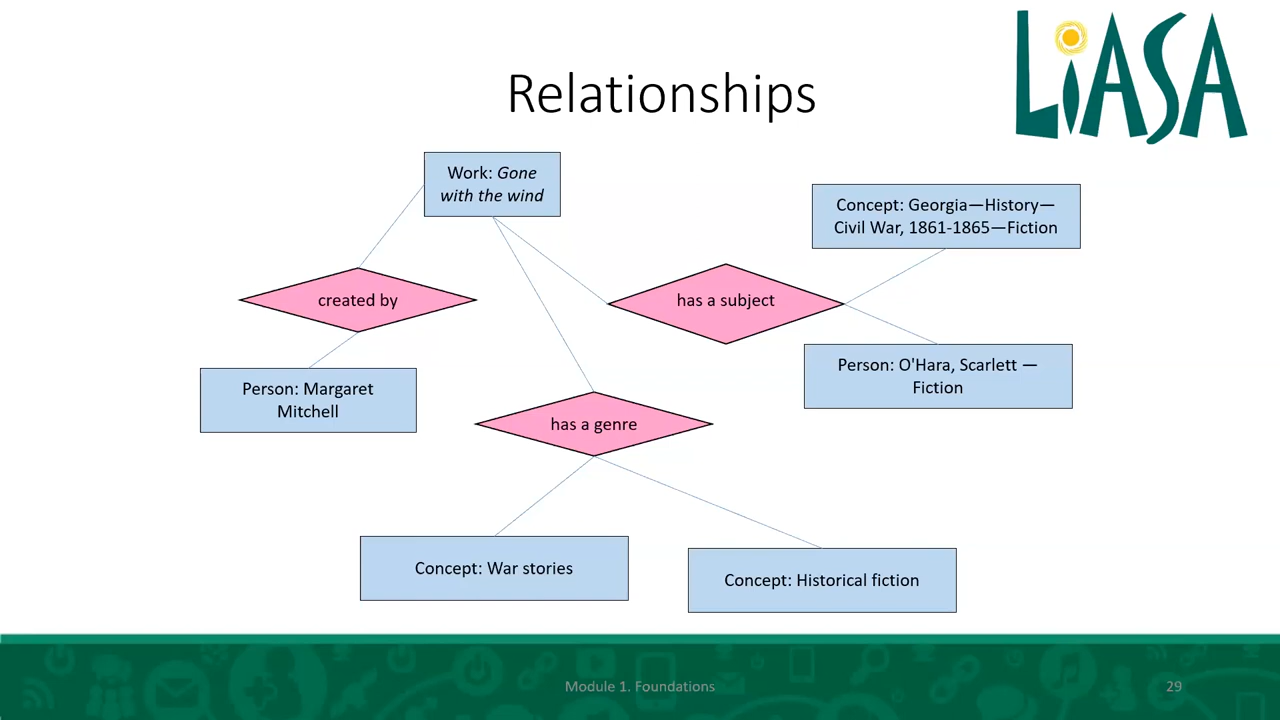 LIASA
Relationships
Work: Gone
with the wind
Concept: Georgia—History—
Civil War, 1861-1865—Fiction
created by
has a subject
Person: Margaret
Mitchell
Person: O'Hara, Scarlett —
Fiction
has a genre
Concept: War stories
Concept: Historical fiction
Module 1. Foundations
29